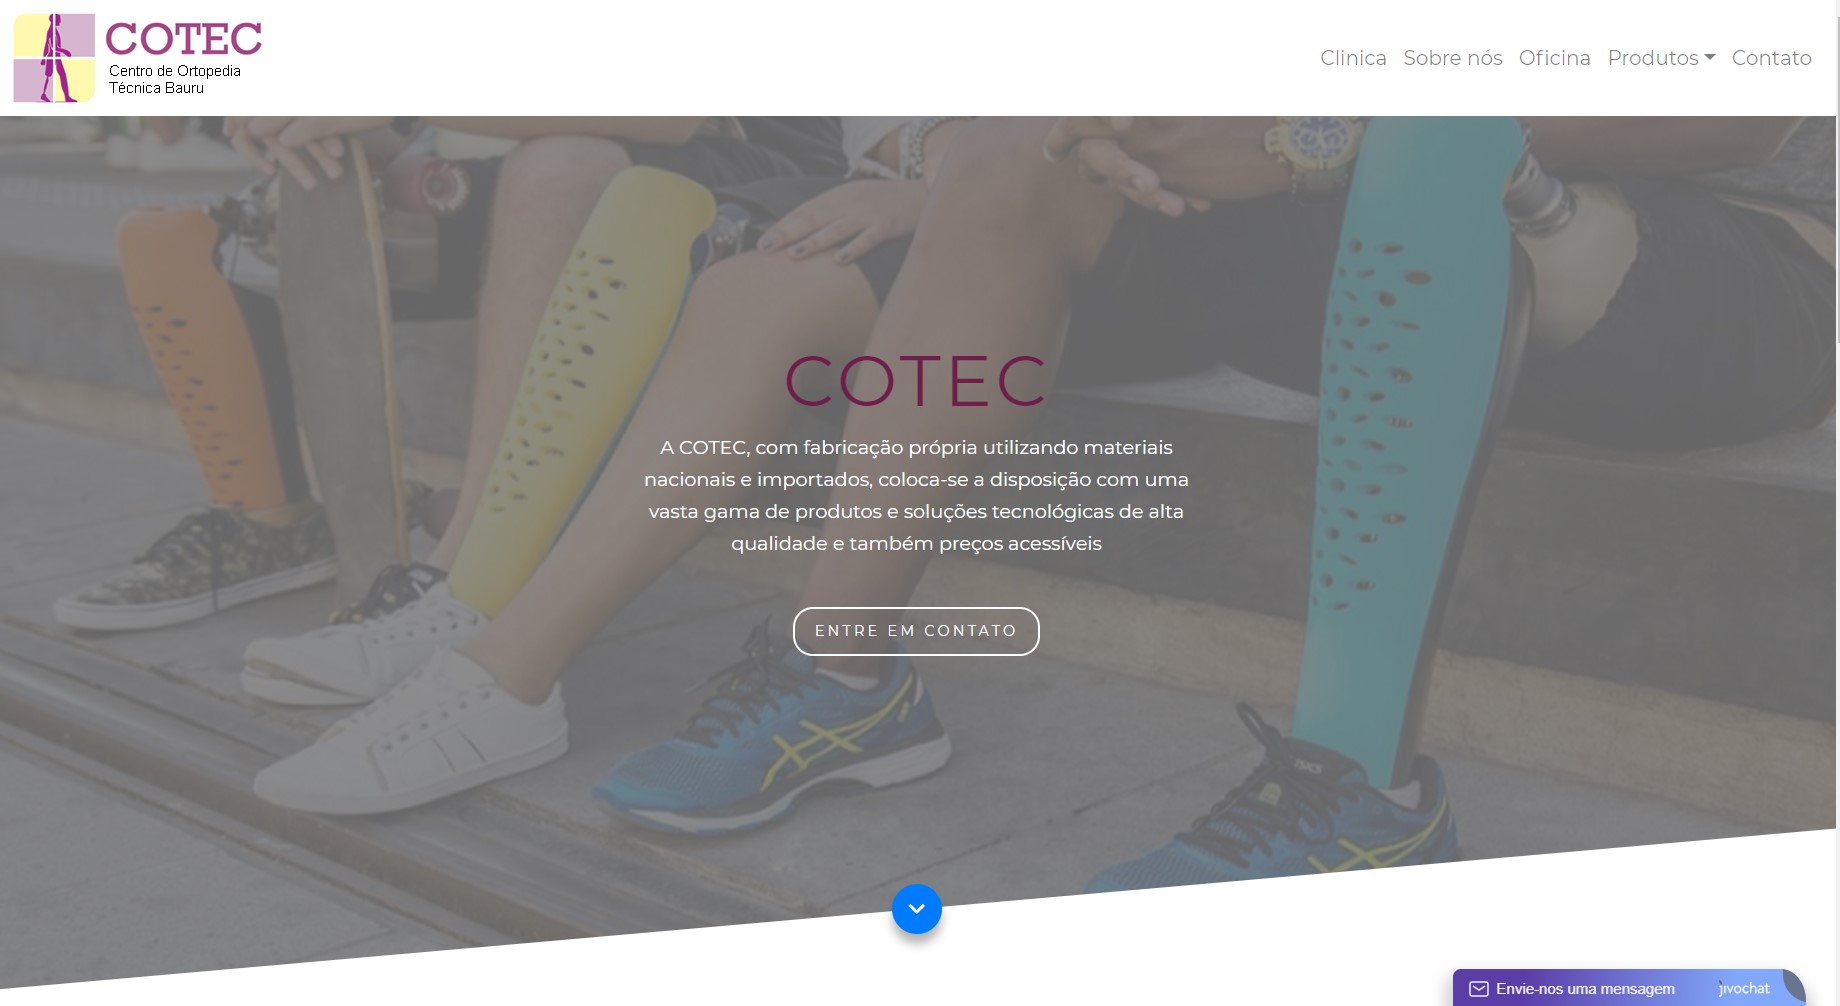 COTEC
Centro de Ortopedia
Técnica Bauru
Clinica
Sobre nós
Oficina
Produtos
Contato
COTEC
A COTEC, com fabricação própria utilizando materiais
nacionais e importados, coloca-se a disposição com uma
vasta gama de produtos e soluções tecnológicas de alta
qualidade e também preços acessíveis
ENTRE EM CONTATO
ASICS
Envie-nos uma mensagem
jivochat